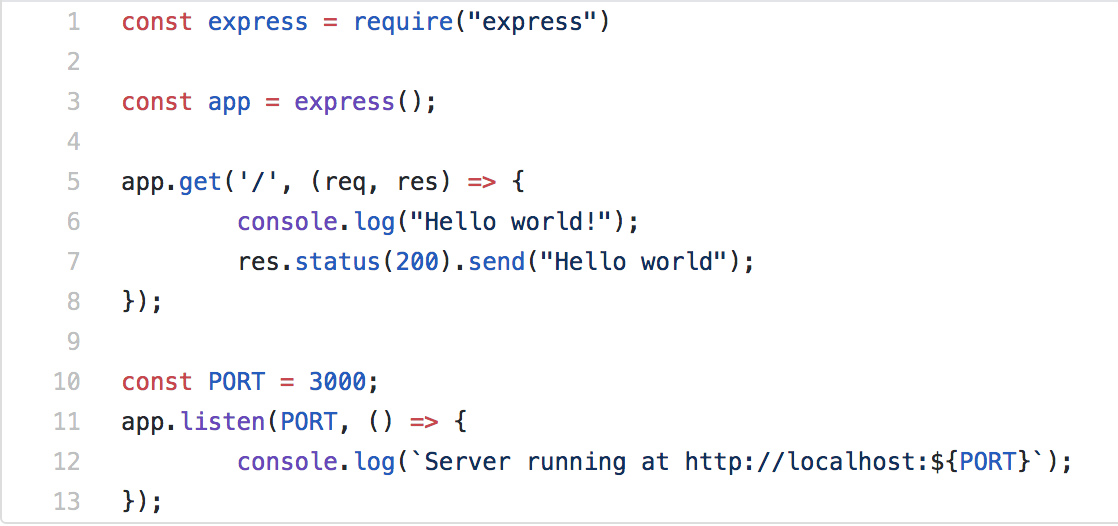 1 const express = require("express")
2
3 const app = express();
4
5 app.get('/', (req, res) => {
6 console.log("Hello world!");
7 res.status(200).send("Hello world");
8 });
9
10 const PORT = 3000;
11 app.listen(PORT, () => {
12 console.log(`Server running at http://localhost:${PORT}`);
13 });